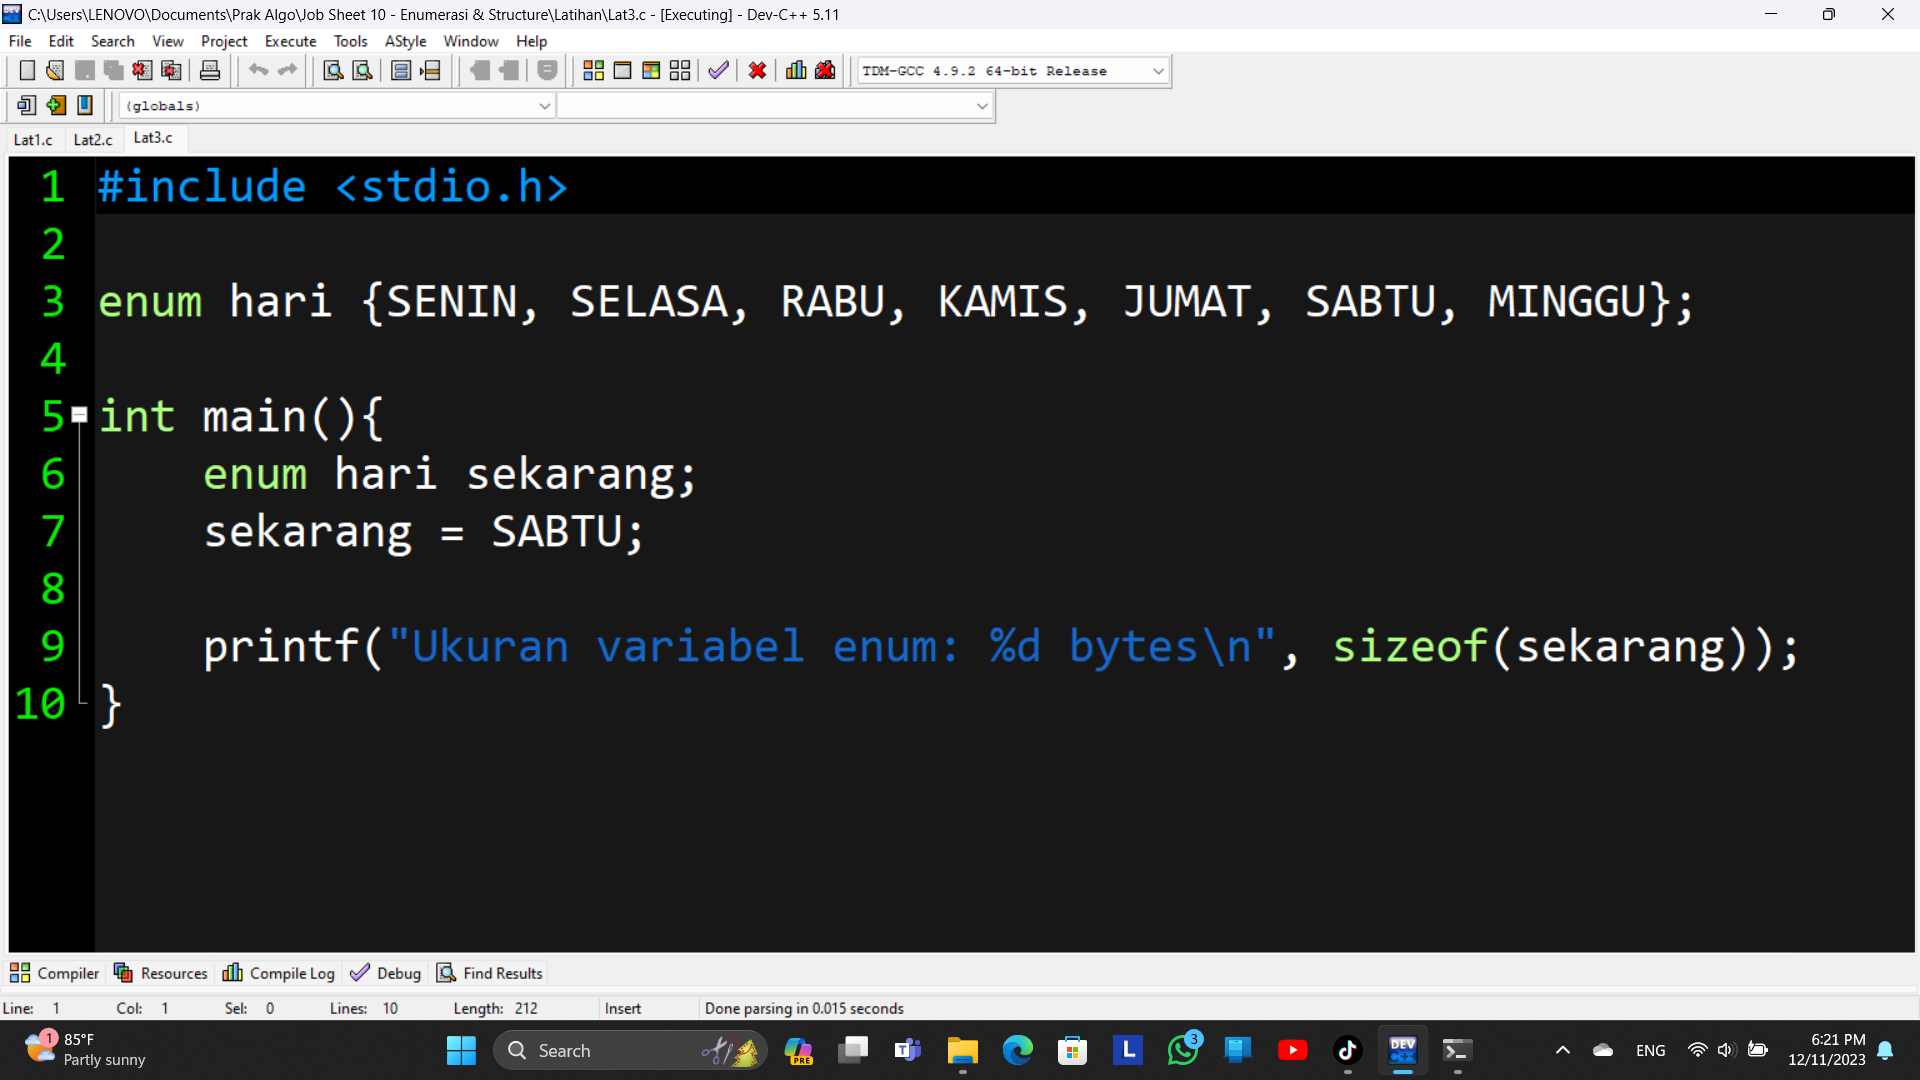 C:\Users\LENOVO\Documents\Prak Algo\Job Sheet 10 - Enumerasi & Structure\Latihan\Lat3.c - [Executing] - Dev-C++ 5.11
File Edit Search View Project Execute Tools AStyle Window Help
TDM-GCC 4.9.2 64-bit Release
(globals)
Lat1.c Lat2.c Lat3.c
1 #include <stdio.h>
2
3 enum hari {SENIN, SELASA, RABU, KAMIS, JUMAT, SABTU, MINGGU};
4
5 int main(){
6 enum hari sekarang;
7 sekarang = SABTU;
8
9 printf("Ukuran variabel enum: %d bytes\n", sizeof(sekarang));
10 }
Compiler Resources Compile Log Debug Find Results
Line: 1 Col: 1 Sel: 0 Lines: 10 Length: 212 Insert Done parsing in 0.015 seconds
1 85°F
Partly sunny
Search
PRE
L
3
DEV
C++
ENG
6:21 PM
12/11/2023